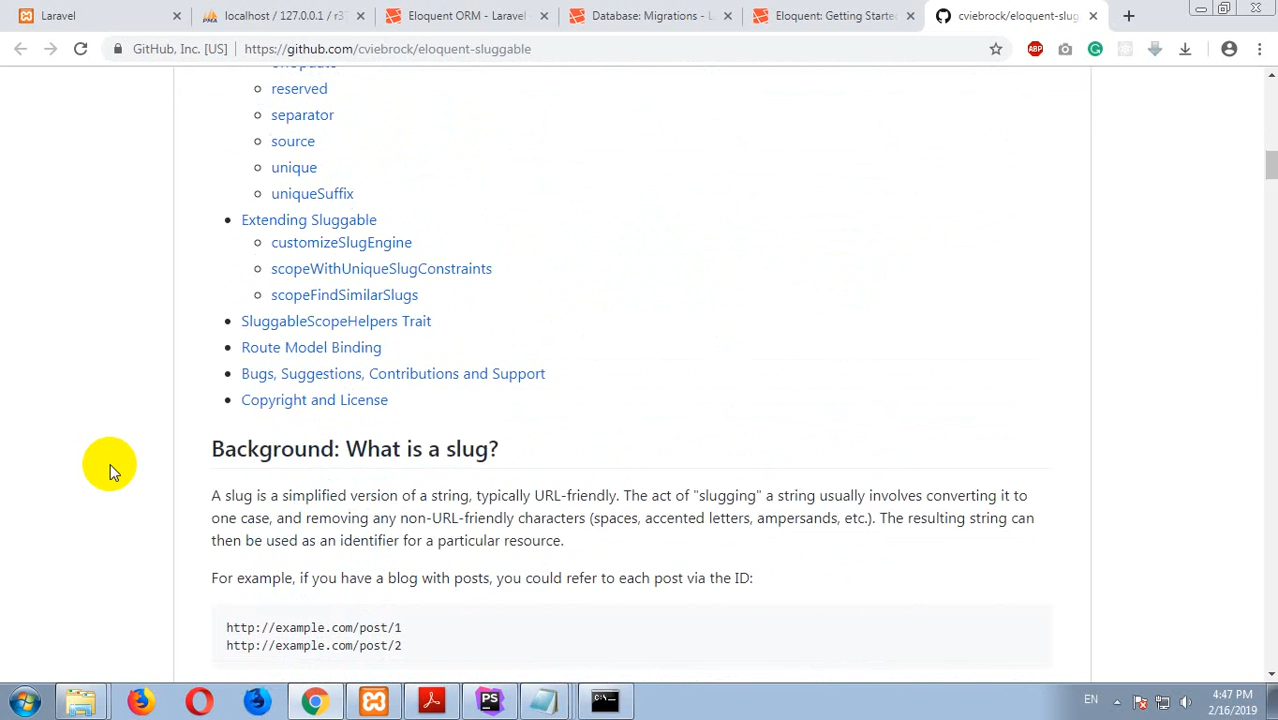 Laravel
localhost / 127.0.0.1 / r37
Eloquent ORM - Laravel
Database: Migrations - L
Eloquent: Getting Starte
cviebrock/eloquent-slug
GitHub, Inc. [US]
https://github.com/cviebrock/eloquent-sluggable
ABP
reserved
separator
source
unique
uniqueSuffix
Extending Sluggable
customizeSlugEngine
scopeWithUniqueSlugConstraints
scopeFindSimilarSlugs
SluggableScopeHelpers Trait
Route Model Binding
Bugs, Suggestions, Contributions and Support
Copyright and License
Background: What is a slug?
A slug is a simplified version of a string, typically URL-friendly. The act of "slugging" a string usually involves converting it to
one case, and removing any non-URL-friendly characters (spaces, accented letters, ampersands, etc.). The resulting string can
then be used as an identifier for a particular resource.
For example, if you have a blog with posts, you could refer to each post via the ID:
http://example.com/post/1
http://example.com/post/2
PS
C:\_
EN
4:47 PM
2/16/2019